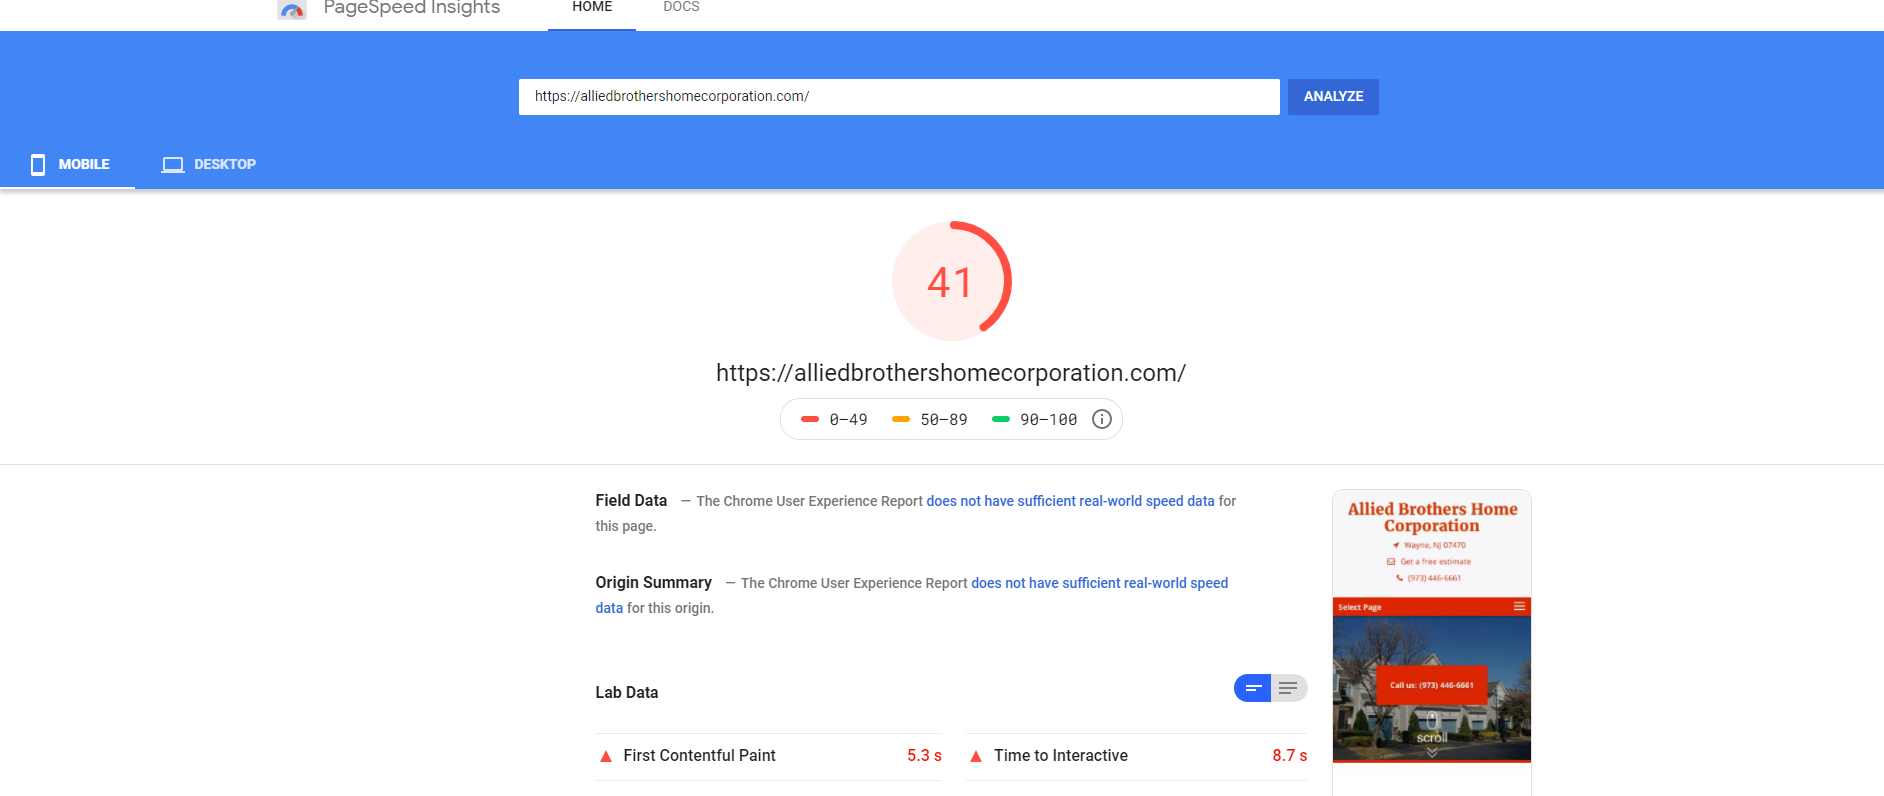 PageSpeed Insights
HOME
DOCS
https://alliedbrothershomecorporation.com/
ANALYZE
MOBILE
DESKTOP
41
https://alliedbrothershomecorporation.com/
0–49
50–89
90–100
Field Data — The Chrome User Experience Report does not have sufficient real-world speed data for
this page.
Origin Summary — The Chrome User Experience Report does not have sufficient real-world speed
data for this origin.
Lab Data
First Contentful Paint
5.3 s
Time to Interactive
8.7 s
Allied Brothers Home
Corporation
Wayne, NJ 07470
Get a free estimate
(973) 446-6661
Select Page
Call us: (973) 446-6661
scroll